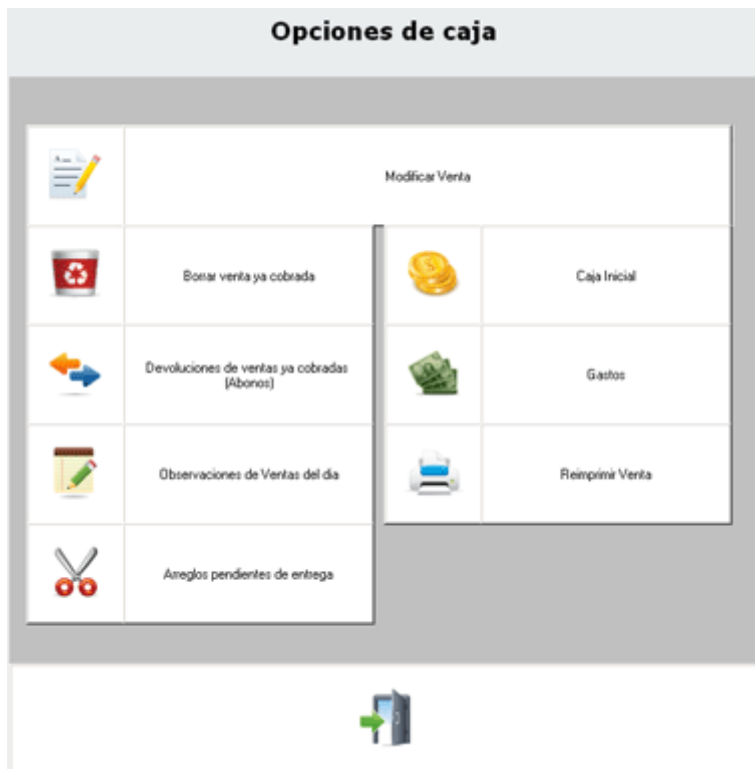 Opciones de caja
Modificar Venta
Borrar venta ya cobrada
Caja Inicial
Devoluciones de ventas ya cobradas
(Abonos)
Gastos
Observaciones de Ventas del dia
Reimprimir Venta
Arreglos pendientes de entrega